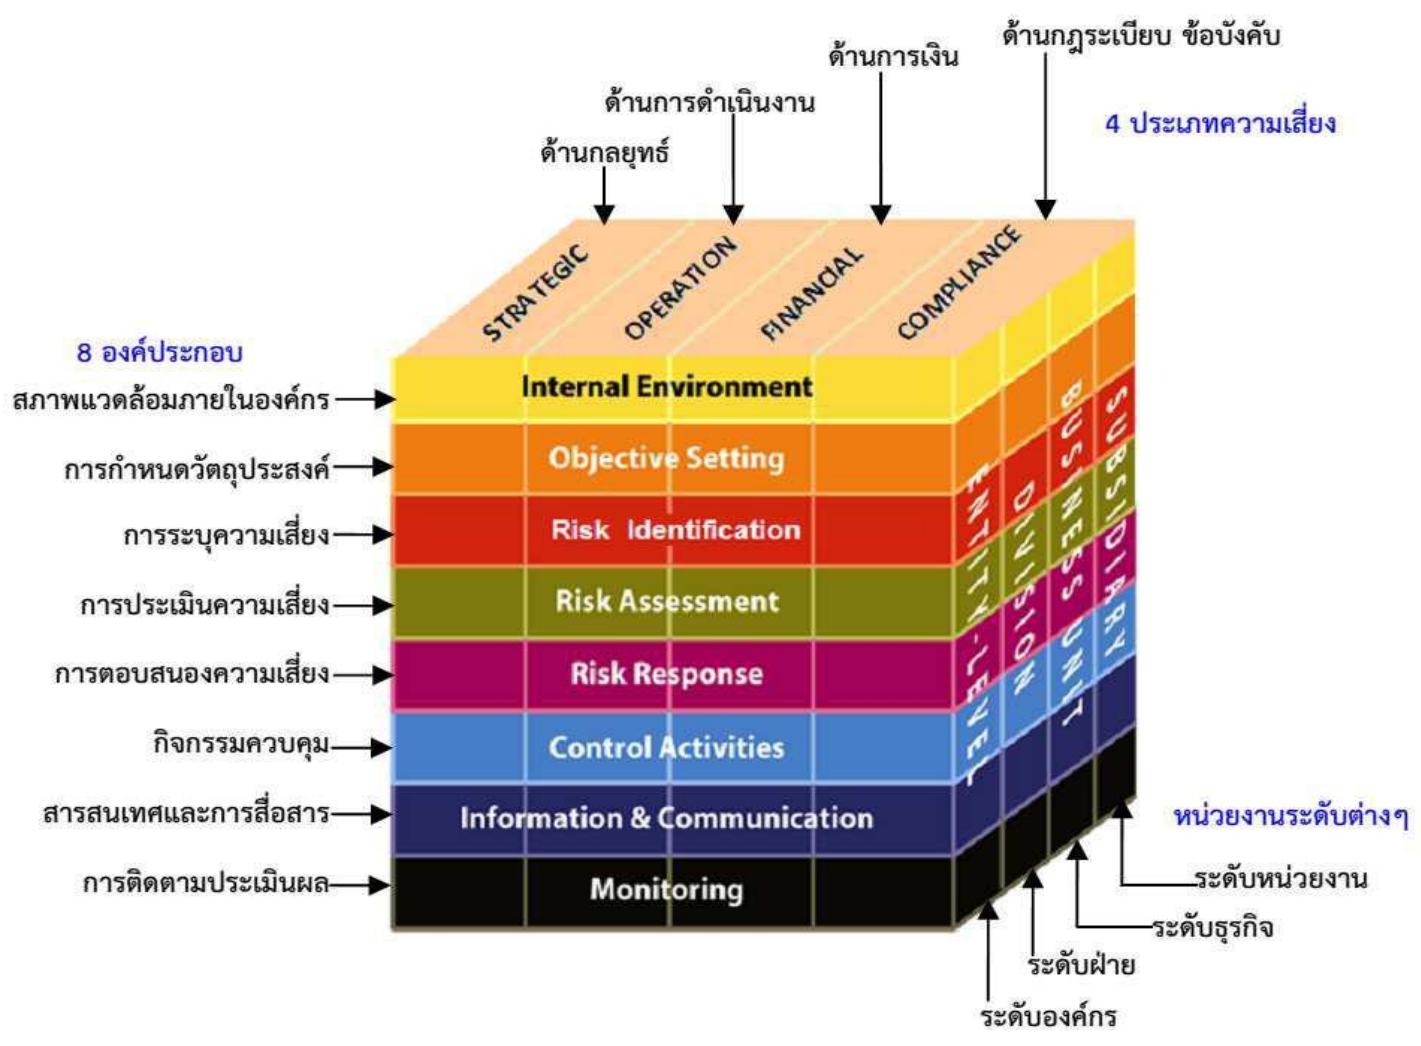 ด้านกฎระเบียบ ข้อบังคับ
ด้านการเงิน
ด้านการดำเนินงาน
4 ประเภทความเสี่ยง
ด้านกลยุทธ์
STRATEGIC
OPERATION
FINANCIAL
COMPLIANCE
8 องค์ประกอบ
สภาพแวดล้อมภายในองค์กร
Internal Environment
การกำหนดวัตถุประสงค์
Objective Setting
การระบุความเสี่ยง
Risk Identification
การประเมินความเสี่ยง
Risk Assessment
การตอบสนองความเสี่ยง
Risk Response
กิจกรรมควบคุม
Control Activities
สารสนเทศและการสื่อสาร
Information & Communication
การติดตามประเมินผล
Monitoring
ENTITY-LEVEL
DIVISION
BUSINESS UNIT
SUBSIDIARY
หน่วยงานระดับต่างๆ
ระดับหน่วยงาน
ระดับธุรกิจ
ระดับฝ่าย
ระดับองค์กร